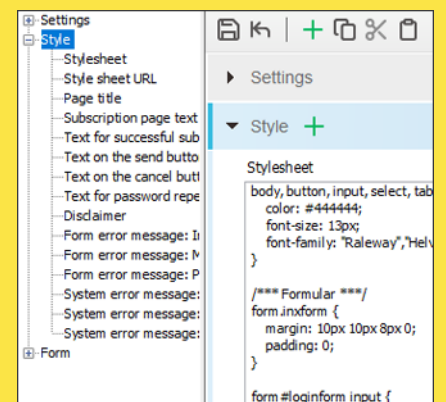 Settings
Style
Stylesheet
Style sheet URL
Page title
Subscription page text
Text for successful sub
Text on the send butto
Text on the cancel butt
Text for password repe
Disclaimer
Form error message: I
Form error message: M
Form error message: P
System error message:
System error message:
System error message:
Form
Settings
Style
Stylesheet
body, button, input, select, tab
color: #444444;
font-size: 13px;
font-family: "Raleway","Helv
}
/*** Formular ***/
form.inxform {
margin: 10px 10px 8px 0;
padding: 0;
}
form#loginform input {